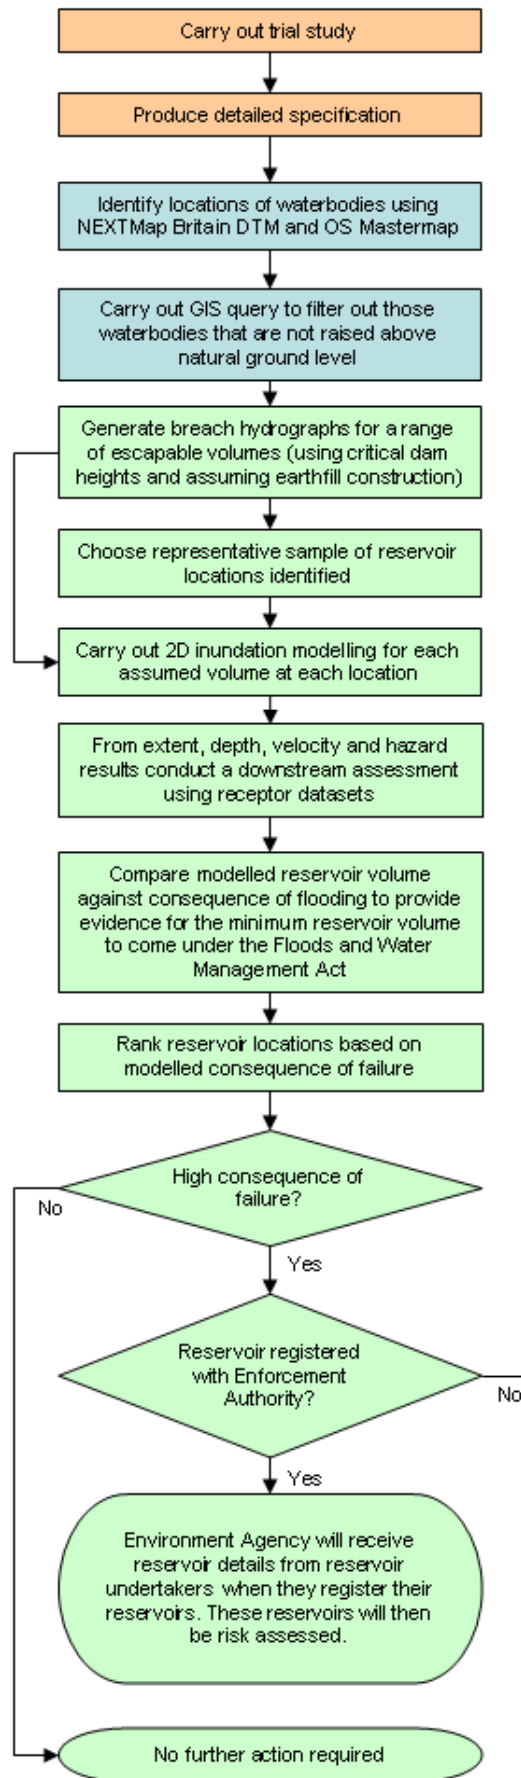 Carry out trial study
Produce detailed specification
Identify locations of waterbodies using
NEXTMap Britain DTM and OS Mastermap
Carry out GIS query to filter out those
waterbodies that are not raised above
natural ground level
Generate breach hydrographs for a range
of escapable volumes (using critical dam
heights and assuming earthfill construction)
Choose representative sample of reservoir
locations identified
Carry out 2D inundation modelling for each
assumed volume at each location
From extent, depth, velocity and hazard
results conduct a downstream assessment
using receptor datasets
Compare modelled reservoir volume
against consequence of flooding to provide
evidence for the minimum reservoir volume
to come under the Floods and Water
Management Act
Rank reservoir locations based on
modelled consequence of failure
High consequence of
failure?
No
Yes
Reservoir registered
with Enforcement
Authority?
No
Yes
Environment Agency will receive
reservoir details from reservoir
undertakers when they register their
reservoirs. These reservoirs will then
be risk assessed.
No further action required